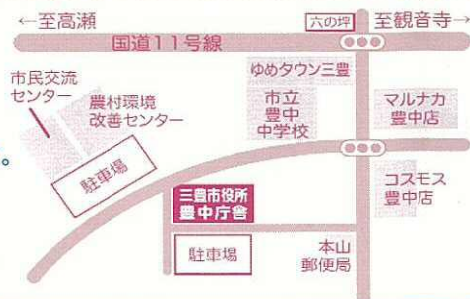 ←至高瀬
六の坪
至観音寺→
国道11号線
ゆめタウン三豊
市民交流
センター
農村環境
改善センター
市立
豊中
中学校
マルナカ
豊中店
。
駐車場
コスモス
豊中店
三豊市役所
豊中庁舎
駐車場
本山
郵便局